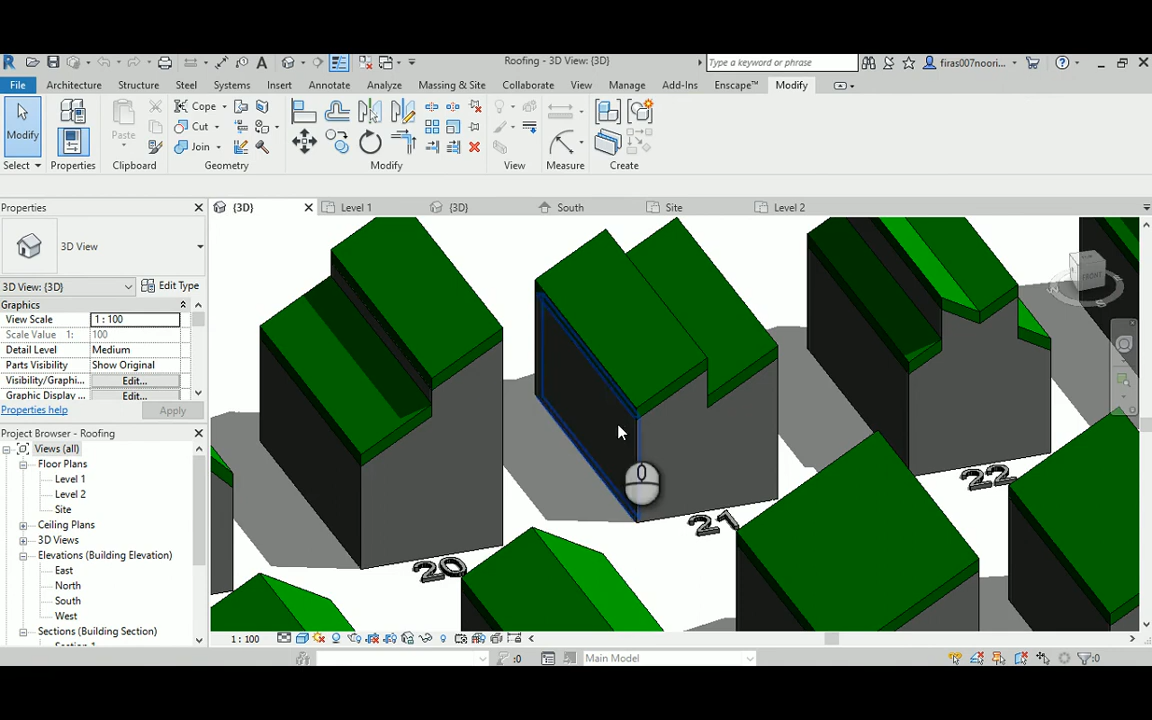 Roofing - 3D View: {3D}
Type a keyword or phrase
firas007noori...
File
Architecture
Structure
Steel
Systems
Insert
Annotate
Analyze
Massing & Site
Collaborate
View
Manage
Add-Ins
Enscape™
Modify
Modify
Paste
Cope
Cut
Join
Select
Properties
Clipboard
Geometry
Modify
View
Measure
Create
Properties
{3D}
Level 1
{3D}
South
Site
Level 2
3D View
3D View: {3D}
Edit Type
Graphics
View Scale
1 : 100
Scale Value 1:
100
Detail Level
Medium
Parts Visibility
Show Original
Visibility/Graphi...
Edit...
Graphic Display ...
Edit...
Properties help
Apply
Project Browser - Roofing
Views (all)
Floor Plans
Level 1
Level 2
Site
Ceiling Plans
3D Views
Elevations (Building Elevation)
East
North
South
West
Sections (Building Section)
FRONT
20
21
22
1 : 100
:0
Main Model
:0